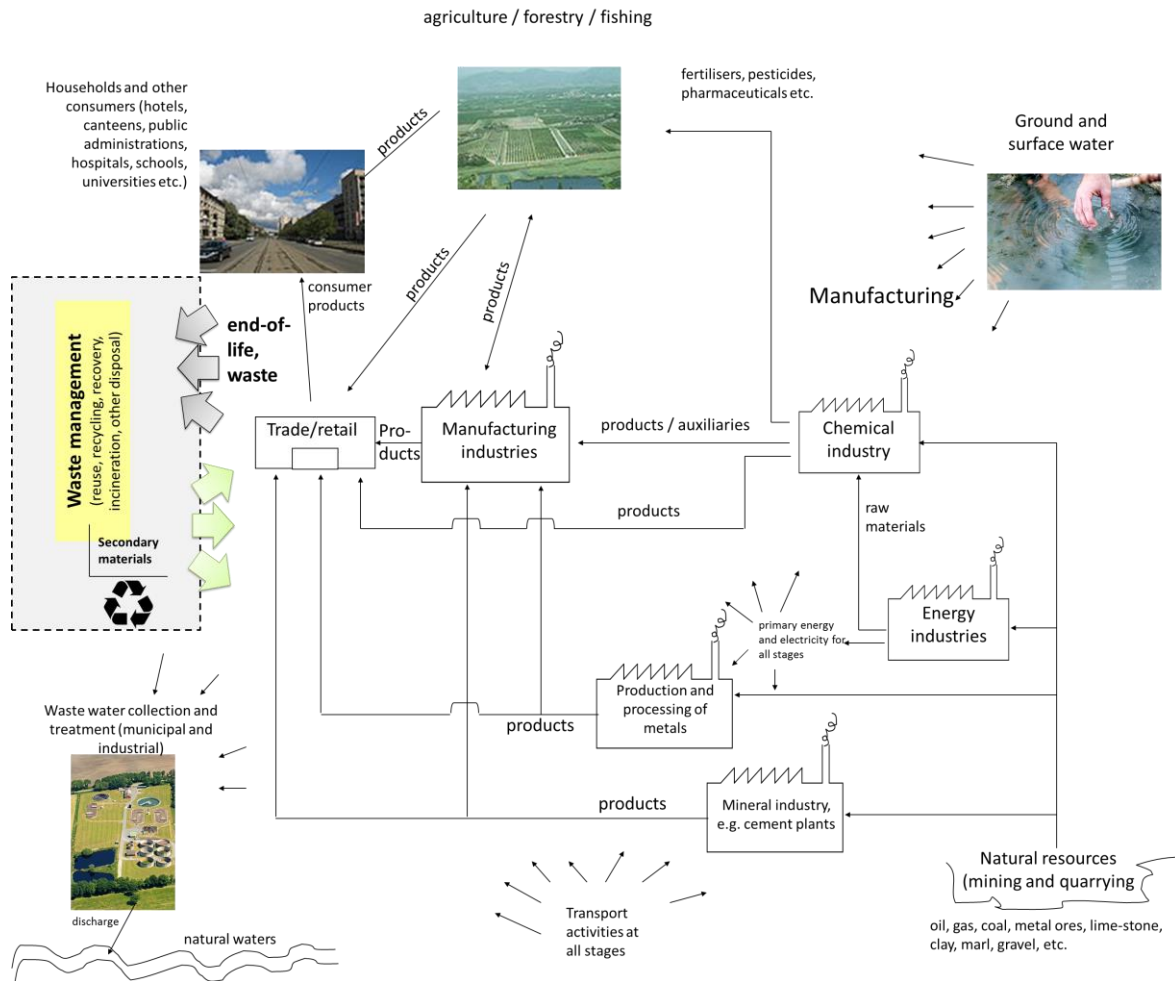 agriculture / forestry / fishing
Households and other
consumers (hotels,
canteens, public
administrations,
hospitals, schools,
universities etc.)
products
fertilisers, pesticides,
pharmaceuticals etc.
Ground and
surface water
products
products
consumer
products
Manufacturing
Waste management
(reuse, recycling, recovery,
incineration, other disposal)
end-of-
life,
waste
Trade/retail
Pro-
ducts
Manufacturing
industries
products / auxiliaries
Chemical
industry
products
raw
materials
Secondary
materials
Energy
industries
primary energy
and electricity for
all stages
Production and
processing of
metals
products
Waste water collection and
treatment (municipal and
industrial)
products
Mineral industry,
e.g. cement plants
Natural resources
(mining and quarrying
oil, gas, coal, metal ores, lime-stone,
clay, marl, gravel, etc.
Transport
activities at
all stages
discharge
natural waters